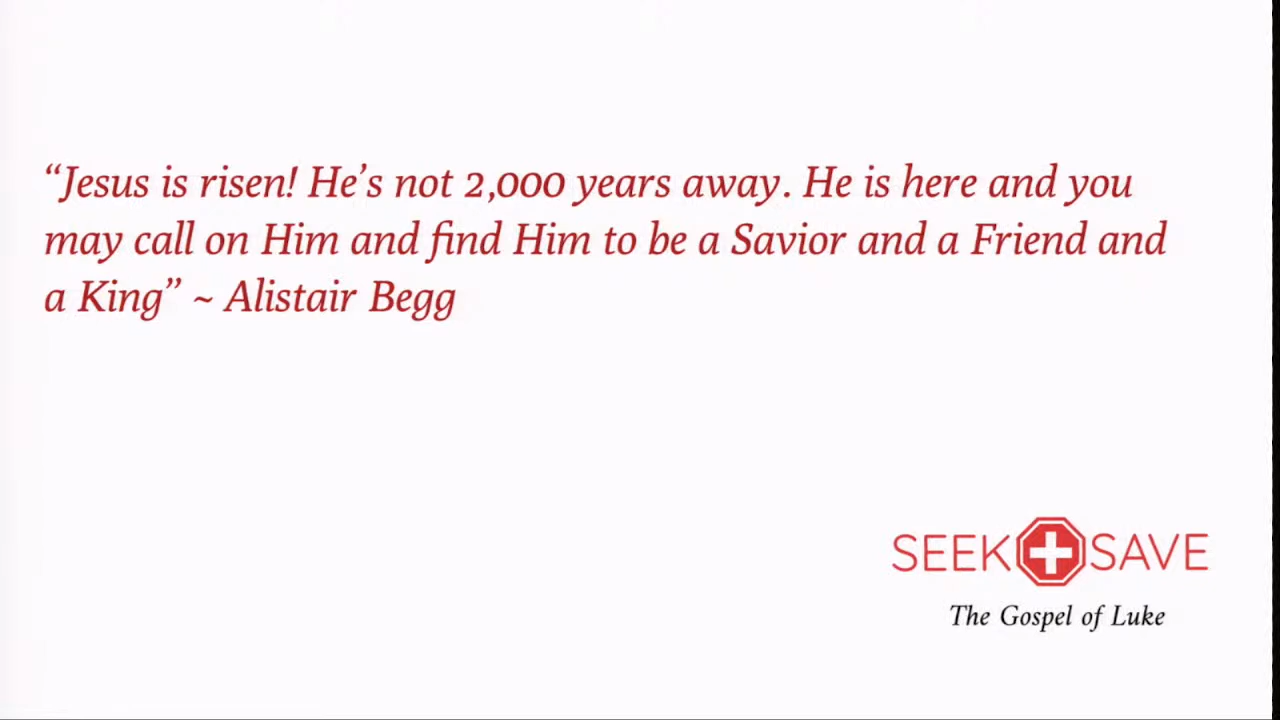 “Jesus is risen! He’s not 2,000 years away. He is here and you
may call on Him and find Him to be a Savior and a Friend and
a King” ~ Alistair Begg
SEEK SAVE
The Gospel of Luke